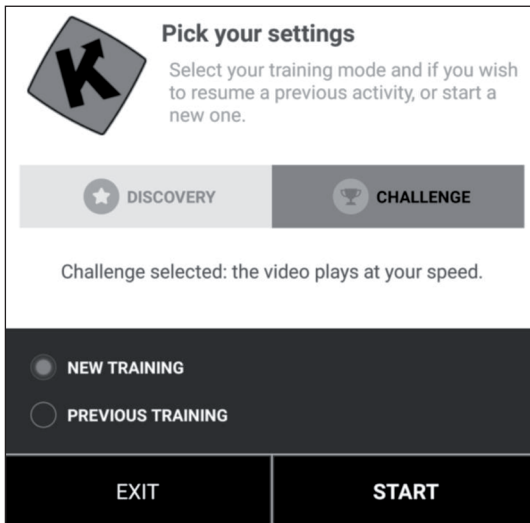 K
Pick your settings
Select your training mode and if you wish
to resume a previous activity, or start a
new one.
DISCOVERY
CHALLENGE
Challenge selected: the video plays at your speed.
NEW TRAINING
PREVIOUS TRAINING
EXIT
START